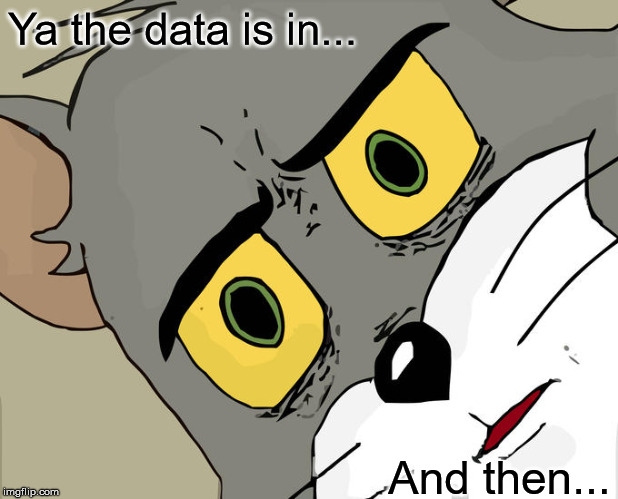 Ya the data is in...
And then...
imgflip.com